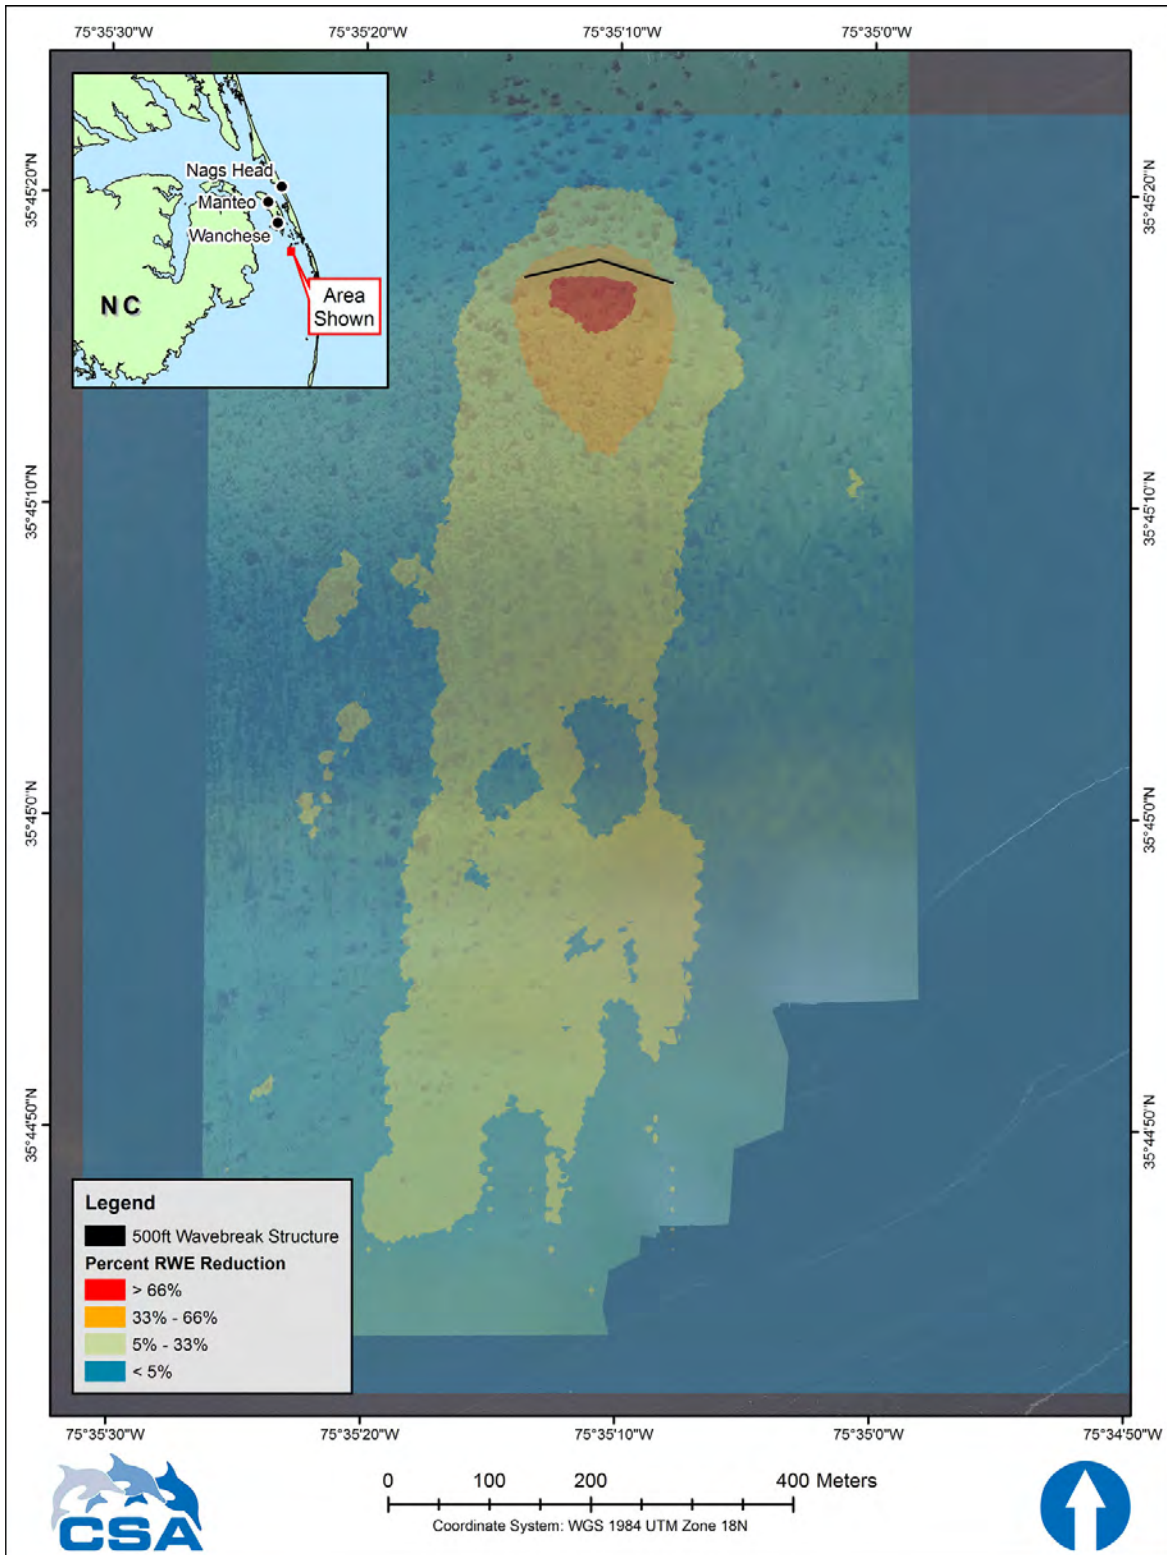 75°35'30"W 75°35'20"W 75°35'10"W 75°35'0"W
35°45'20"N
35°45'10"N
35°45'0"N
35°44'50"N
35°45'20"N
35°45'10"N
35°45'0"N
35°44'50"N
Nags Head
Manteo
Wanchese
NC
Area
Shown
Legend
500ft Wavebreak Structure
Percent RWE Reduction
> 66%
33% - 66%
5% - 33%
< 5%
75°35'30"W 75°35'20"W 75°35'10"W 75°35'0"W 75°34'50"W
CSA
0 100 200 400 Meters
Coordinate System: WGS 1984 UTM Zone 18N